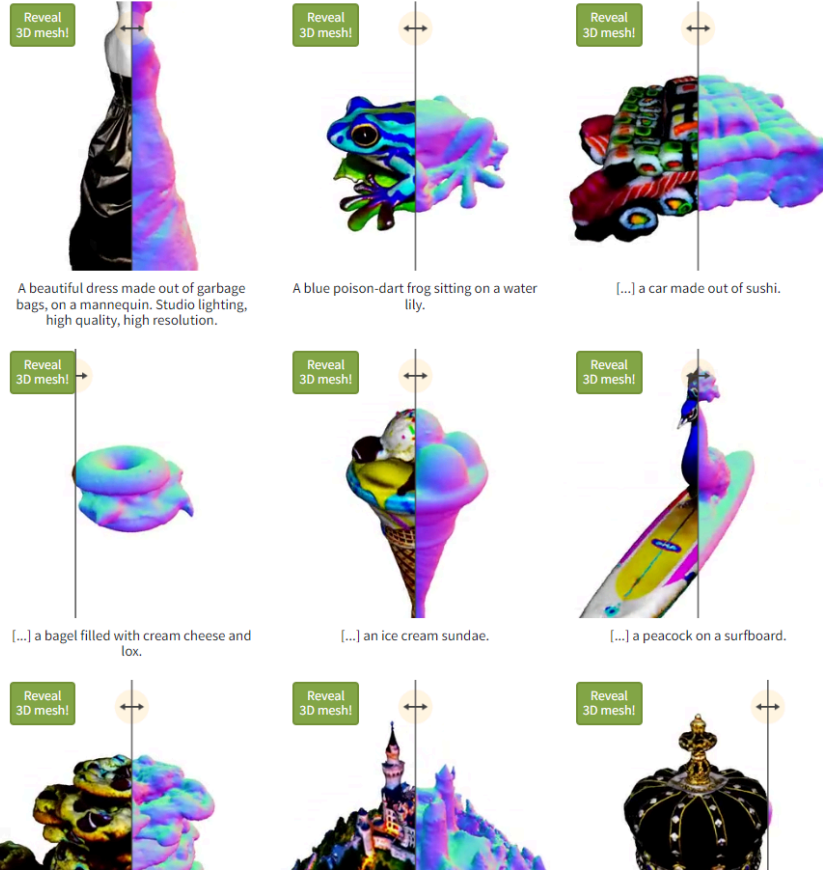 Reveal
3D mesh!
Reveal
3D mesh!
Reveal
3D mesh!
A beautiful dress made out of garbage
bags, on a mannequin. Studio lighting,
high quality, high resolution.
A blue poison-dart frog sitting on a water
lily.
[...] a car made out of sushi.
Reveal
3D mesh!
Reveal
3D mesh!
Reveal
3D mesh!
[...] a bagel filled with cream cheese and
lox.
[...] an ice cream sundae.
[...] a peacock on a surfboard.
Reveal
3D mesh!
Reveal
3D mesh!
Reveal
3D mesh!